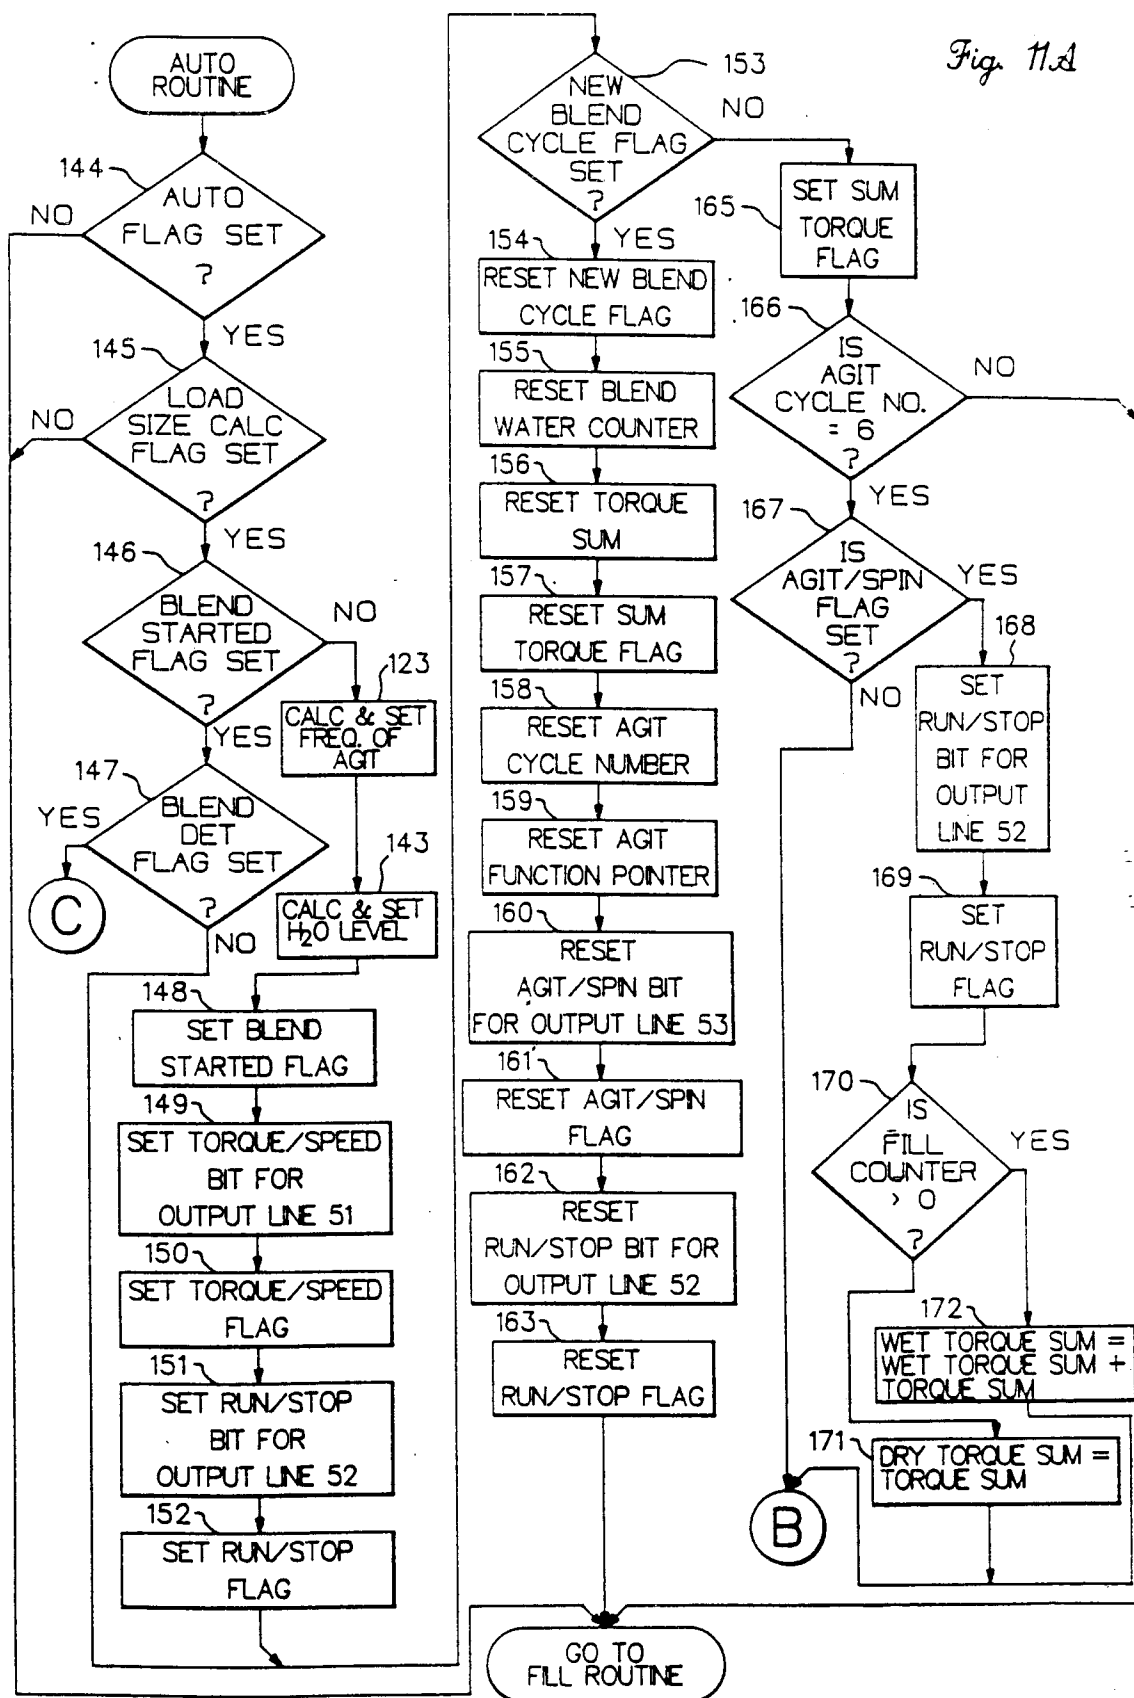 Fig. 11A
AUTO
ROUTINE
144
AUTO
FLAG SET
?
NO
YES
145
LOAD
SIZE CALC
FLAG SET
?
NO
YES
146
BLEND
STARTED
FLAG SET
?
NO
YES
123
CALC & SET
FREQ. OF
AGIT
147
BLEND
DET
FLAG SET
?
YES
C
NO
143
CALC & SET
H₂O LEVEL
148
SET BLEND
STARTED FLAG
149
SET TORQUE/SPEED
BIT FOR
OUTPUT LINE 51
150
SET TORQUE/SPEED
FLAG
151
SET RUN/STOP
BIT FOR
OUTPUT LINE 52
152
SET RUN/STOP
FLAG
153
NEW
BLEND
CYCLE FLAG
SET
?
NO
YES
154
RESET NEW BLEND
CYCLE FLAG
155
RESET BLEND
WATER COUNTER
156
RESET TORQUE
SUM
157
RESET SUM
TORQUE FLAG
158
RESET AGIT
CYCLE NUMBER
159
RESET AGIT
FUNCTION POINTER
160
RESET
AGIT/SPIN BIT
FOR OUTPUT LINE 53
161
RESET AGIT/SPIN
FLAG
162
RESET
RUN/STOP BIT FOR
OUTPUT LINE 52
163
RESET
RUN/STOP FLAG
GO TO
FILL ROUTINE
165
SET SUM
TORQUE
FLAG
166
IS
AGIT
CYCLE NO.
= 6
?
NO
YES
167
IS
AGIT/SPIN
FLAG
SET
?
YES
NO
168
SET
RUN/STOP
BIT FOR
OUTPUT
LINE 52
169
SET
RUN/STOP
FLAG
170
IS
FILL
COUNTER
> 0
?
YES
172
WET TORQUE SUM =
WET TORQUE SUM +
TORQUE SUM
171
DRY TORQUE SUM =
TORQUE SUM
B